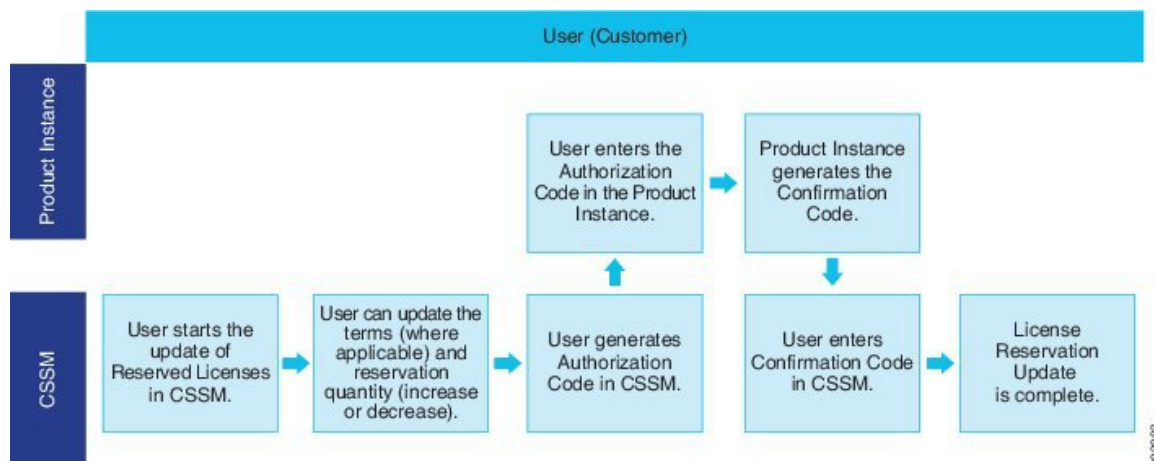 User (Customer)
Product Instance
User enters the
Authorization
Code in the Product
Instance.
Product Instance
generates the
Confirmation
Code.
CSSM
User starts the
update of
Reserved Licenses
in CSSM.
User can update the
terms (where
applicable) and
reservation
quantity (increase
or decrease).
User generates
Authorization
Code in CSSM.
User enters
Confirmation Code
in CSSM.
License
Reservation
Update
is complete.